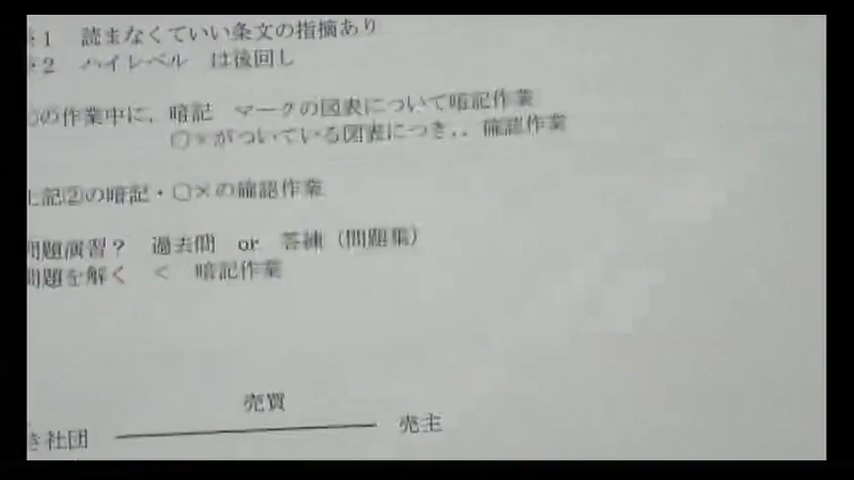 ※1 読まなくていい条文の指摘あり
※2 ハイレベル は後回し
の作業中に、暗記 マークの図表について暗記作業
○×がついている図表につき、、確認作業
上記②の暗記・○×の確認作業
問題演習？ 過去問 or 答練（問題集）
問題を解く ＜ 暗記作業
売買
き社団 売主